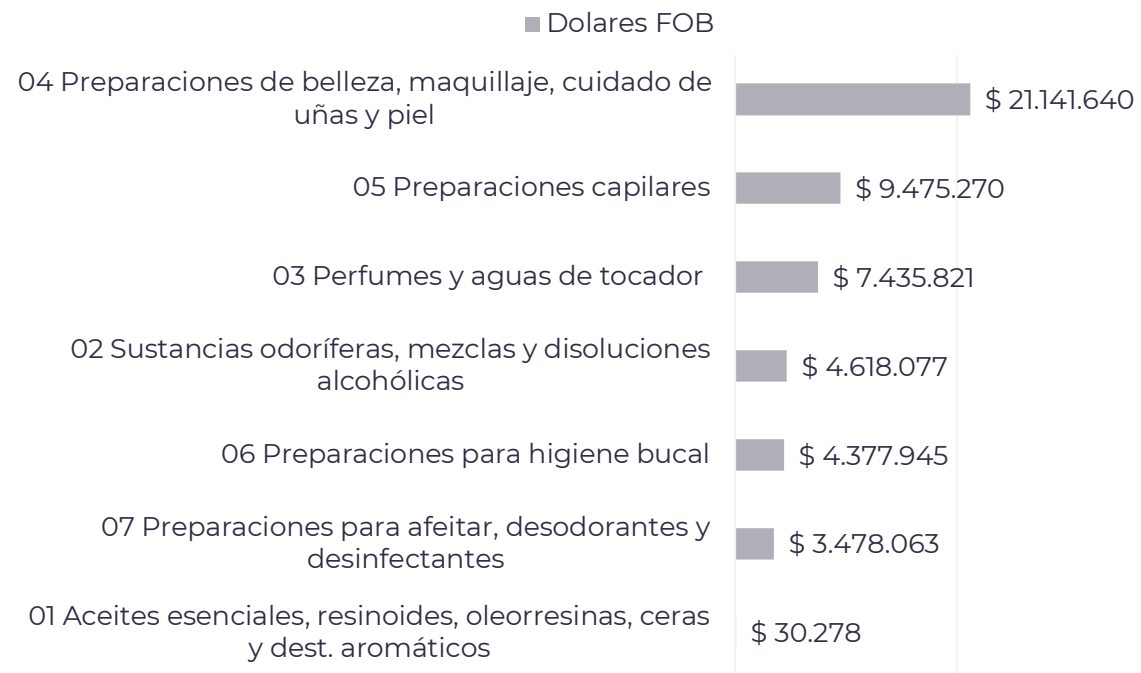 Dolares FOB
04 Preparaciones de belleza, maquillaje, cuidado de
uñas y piel
$ 21.141.640
05 Preparaciones capilares
$ 9.475.270
03 Perfumes y aguas de tocador
$ 7.435.821
02 Sustancias odoríferas, mezclas y disoluciones
alcohólicas
$ 4.618.077
06 Preparaciones para higiene bucal
$ 4.377.945
07 Preparaciones para afeitar, desodorantes y
desinfectantes
$ 3.478.063
01 Aceites esenciales, resinoides, oleorresinas, ceras
y dest. aromáticos
$ 30.278